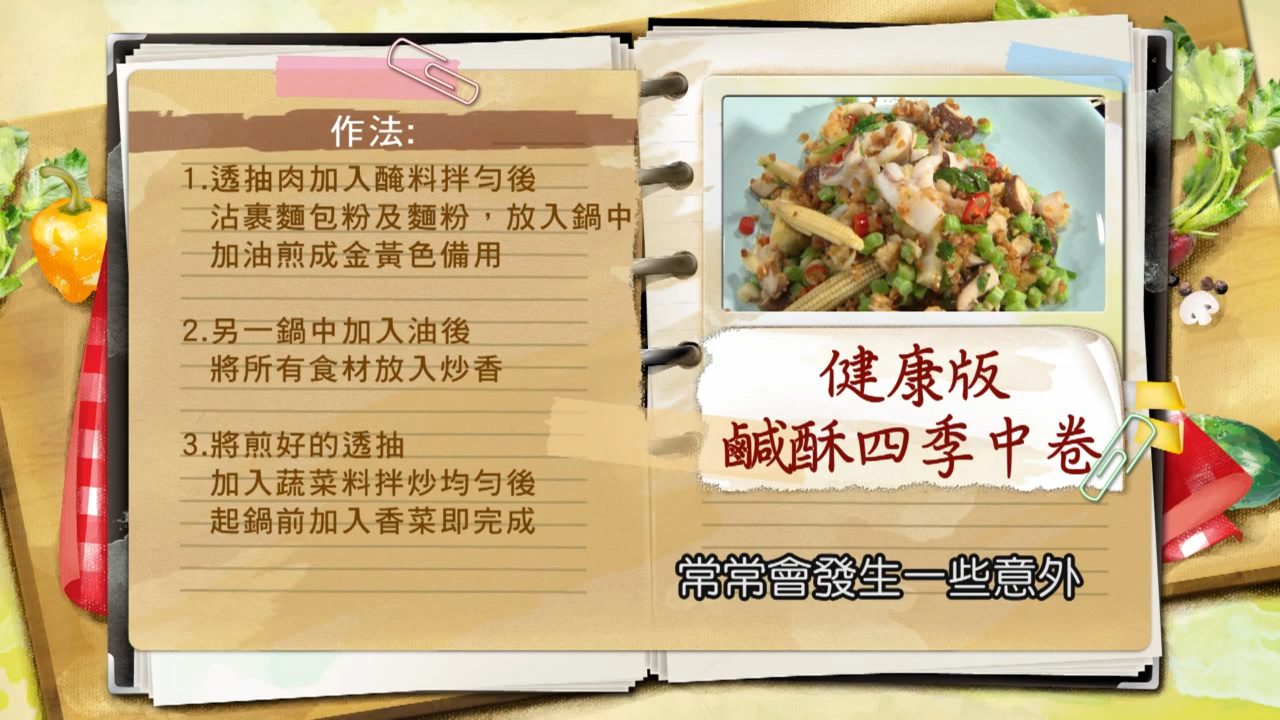 作法:
1.透抽肉加入醃料拌勻後
沾裹麵包粉及麵粉，放入鍋中
加油煎成金黃色備用
2.另一鍋中加入油後
將所有食材放入炒香
3.將煎好的透抽
加入蔬菜料拌炒均勻後
起鍋前加入香菜即完成
健康版
鹹酥四季中卷
常常會發生一些意外